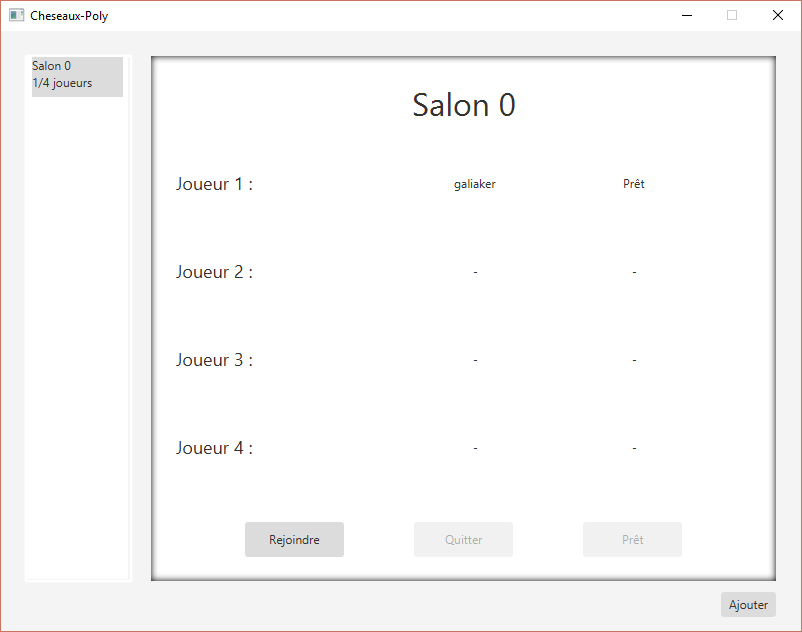 Cheseaux-Poly
Salon 0
1/4 joueurs
Salon 0
Joueur 1 : galiaker Prêt
Joueur 2 : - -
Joueur 3 : - -
Joueur 4 : - -
Rejoindre Quitter Prêt
Ajouter